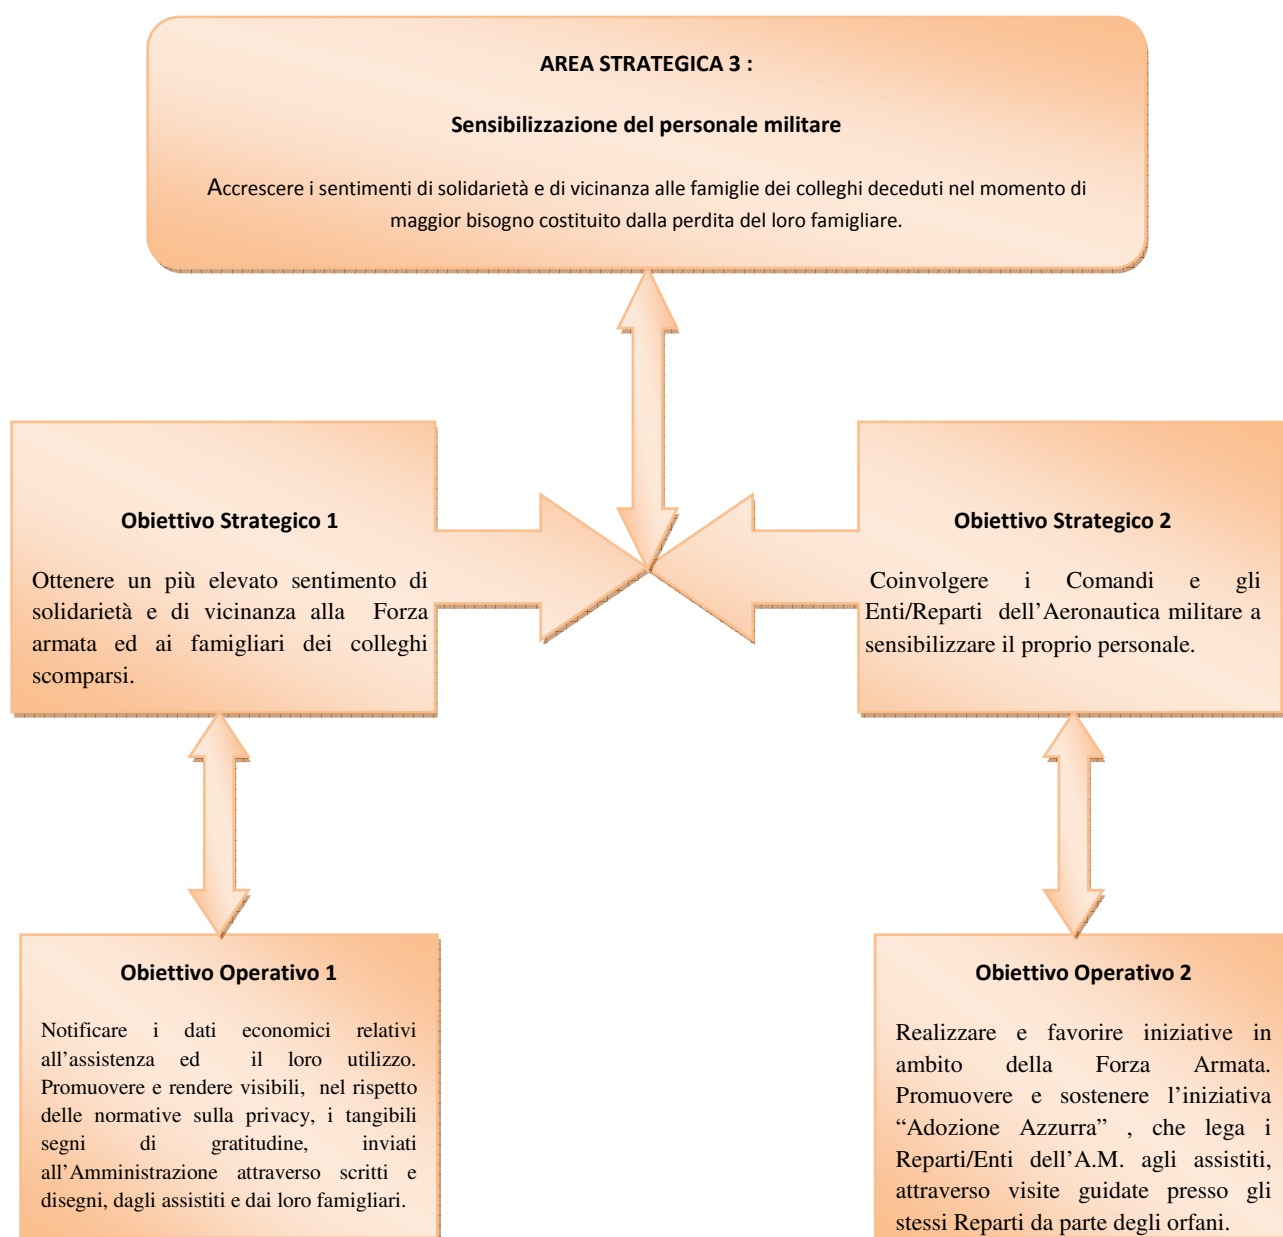 AREA STRATEGICA 3 :
Sensibilizzazione del personale militare
Accrescere i sentimenti di solidarietà e di vicinanza alle famiglie dei colleghi deceduti nel momento di
maggior bisogno costituito dalla perdita del loro famigliare.
Obiettivo Strategico 1
Ottenere un più elevato sentimento di
solidarietà e di vicinanza alla Forza
armata ed ai famigliari dei colleghi
scomparsi.
Obiettivo Strategico 2
Coinvolgere i Comandi e gli
Enti/Reparti dell’Aeronautica militare a
sensibilizzare il proprio personale.
Obiettivo Operativo 1
Notificare i dati economici relativi
all’assistenza ed il loro utilizzo.
Promuovere e rendere visibili, nel rispetto
delle normative sulla privacy, i tangibili
segni di gratitudine, inviati
all’Amministrazione attraverso scritti e
disegni, dagli assistiti e dai loro famigliari.
Obiettivo Operativo 2
Realizzare e favorire iniziative in
ambito della Forza Armata.
Promuovere e sostenere l’iniziativa
“Adozione Azzurra” , che lega i
Reparti/Enti dell’A.M. agli assistiti,
attraverso visite guidate presso gli
stessi Reparti da parte degli orfani.